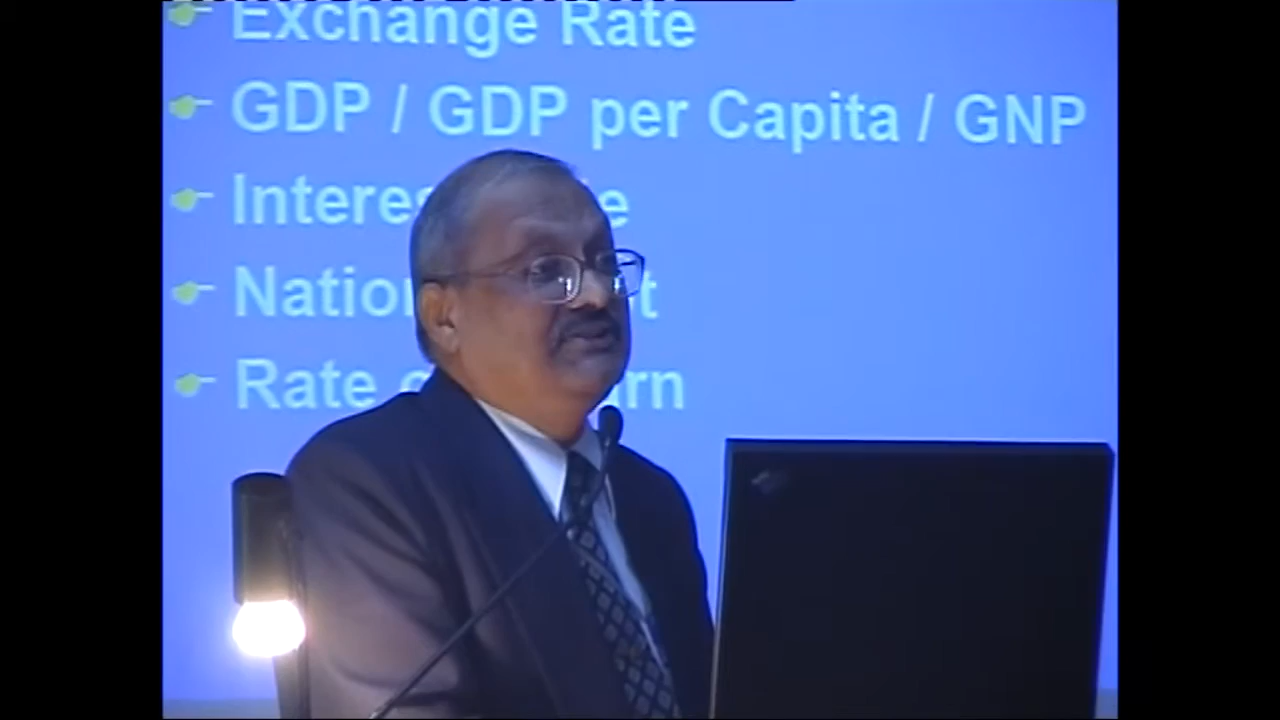 Exchange Rate
GDP / GDP per Capita / GNP
Interes e
Nation t
Rate rn